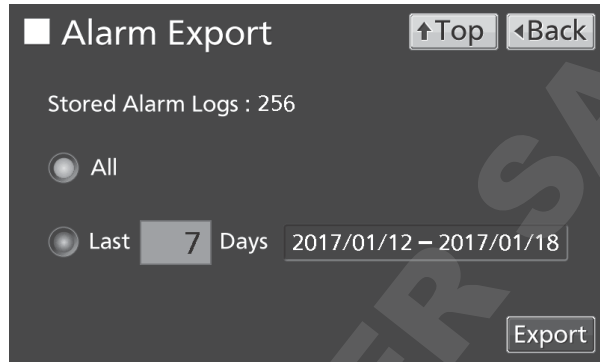 Alarm Export
Top
Back
Stored Alarm Logs : 256
All
Last 7 Days 2017/01/12 – 2017/01/18
Export